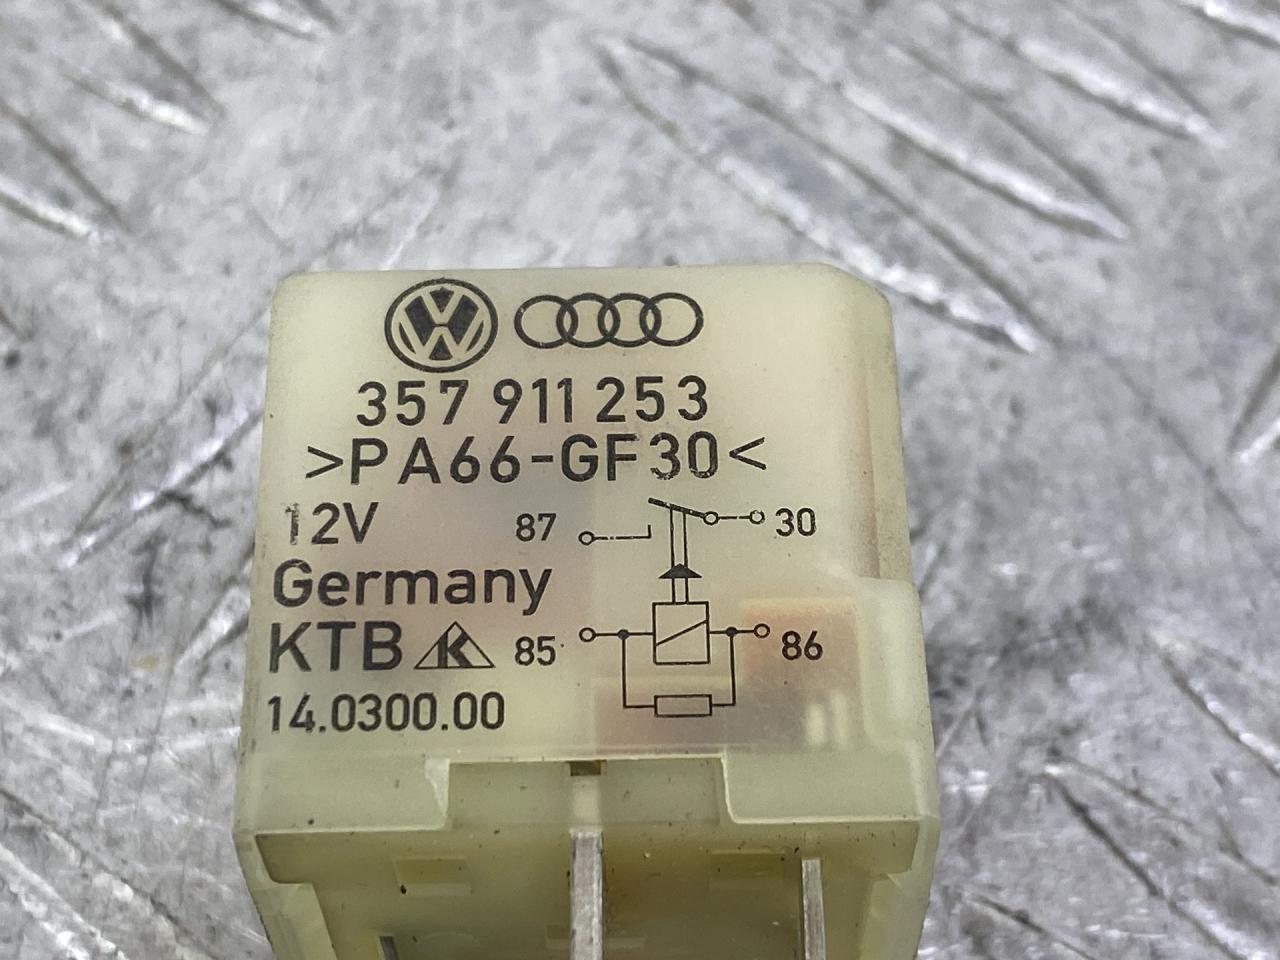 357 911 253
>PA66-GF30<
12V
87
30
Germany
KTB
85
86
14.0300.00